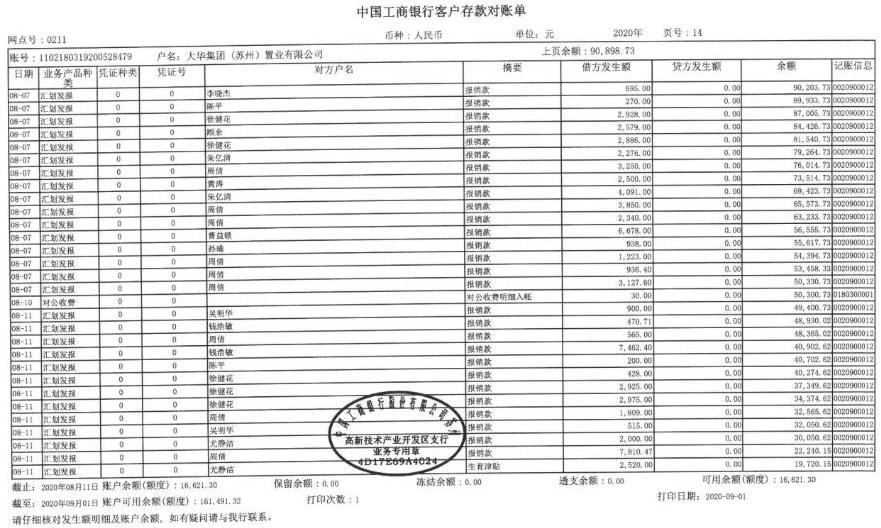 中国工商银行客户存款对账单
网点号：0211 币种：人民币 单位：元 2020年 页号：14
账号：1102180319200528479 户名：大华集团（苏州）置业有限公司 上页余额：90,898.73
日期 业务产品种类 凭证种类 凭证号 对方户名 摘要 借方发生额 贷方发生额 余额 记账信息
08-07 汇划发报 0 0 李晓杰 报销款 695.00 0.00 90,203.73 0020900012
08-07 汇划发报 0 0 陈平 报销款 270.00 0.00 89,933.73 0020900012
08-07 汇划发报 0 0 徐健花 报销款 2,928.00 0.00 87,005.73 0020900012
08-07 汇划发报 0 0 顾余 报销款 2,579.00 0.00 84,426.73 0020900012
08-07 汇划发报 0 0 徐健花 报销款 2,886.00 0.00 81,540.73 0020900012
08-07 汇划发报 0 0 朱亿清 报销款 2,276.00 0.00 79,264.73 0020900012
08-07 汇划发报 0 0 周倩 报销款 3,250.00 0.00 76,014.73 0020900012
08-07 汇划发报 0 0 黄涛 报销款 2,500.00 0.00 73,514.73 0020900012
08-07 汇划发报 0 0 朱亿清 报销款 4,091.00 0.00 69,423.73 0020900012
08-07 汇划发报 0 0 周倩 报销款 3,850.00 0.00 65,573.73 0020900012
08-07 汇划发报 0 0 周倩 报销款 2,340.00 0.00 63,233.73 0020900012
08-07 汇划发报 0 0 曹益锁 报销款 6,678.00 0.00 56,555.73 0020900012
08-07 汇划发报 0 0 孙瑜 报销款 938.00 0.00 55,617.73 0020900012
08-07 汇划发报 0 0 周倩 报销款 1,223.00 0.00 54,394.73 0020900012
08-07 汇划发报 0 0 周倩 报销款 936.40 0.00 53,458.33 0020900012
08-07 汇划发报 0 0 周倩 报销款 3,127.60 0.00 50,330.73 0020900012
08-10 对公收费 0 0 对公收费明细入帐 30.00 0.00 50,300.73 0180300001
08-11 汇划发报 0 0 吴明华 报销款 900.00 0.00 49,400.73 0020900012
08-11 汇划发报 0 0 钱浩敏 报销款 470.71 0.00 48,930.02 0020900012
08-11 汇划发报 0 0 周倩 报销款 565.00 0.00 48,365.02 0020900012
08-11 汇划发报 0 0 钱浩敏 报销款 7,462.40 0.00 40,902.62 0020900012
08-11 汇划发报 0 0 陈平 报销款 200.00 0.00 40,702.62 0020900012
08-11 汇划发报 0 0 徐健花 报销款 428.00 0.00 40,274.62 0020900012
08-11 汇划发报 0 0 徐健花 报销款 2,925.00 0.00 37,349.62 0020900012
08-11 汇划发报 0 0 徐健花 报销款 2,975.00 0.00 34,374.62 0020900012
08-11 汇划发报 0 0 周倩 报销款 1,809.00 0.00 32,565.62 0020900012
08-11 汇划发报 0 0 吴明华 报销款 515.00 0.00 32,050.62 0020900012
08-11 汇划发报 0 0 尤静洁 报销款 2,000.00 0.00 30,050.62 0020900012
08-11 汇划发报 0 0 周倩 报销款 7,810.47 0.00 22,240.15 0020900012
08-11 汇划发报 0 0 尤静洁 生育津贴 2,520.00 0.00 19,720.15 0020900012
中国工商银行股份有限公司苏州
高新技术产业开发区支行
业务专用章
4D17E69A4024
截止：2020年08月11日 账户余额(额度)：16,621.30 保留余额：0.00 冻结余额：0.00 透支余额：0.00 可用余额(额度)：16,621.30
截至：2020年09月01日 账户可用余额(额度)：161,491.32 打印次数：1 打印日期：2020-09-01
请仔细核对发生额明细及账户余额，如有疑问请与我行联系。